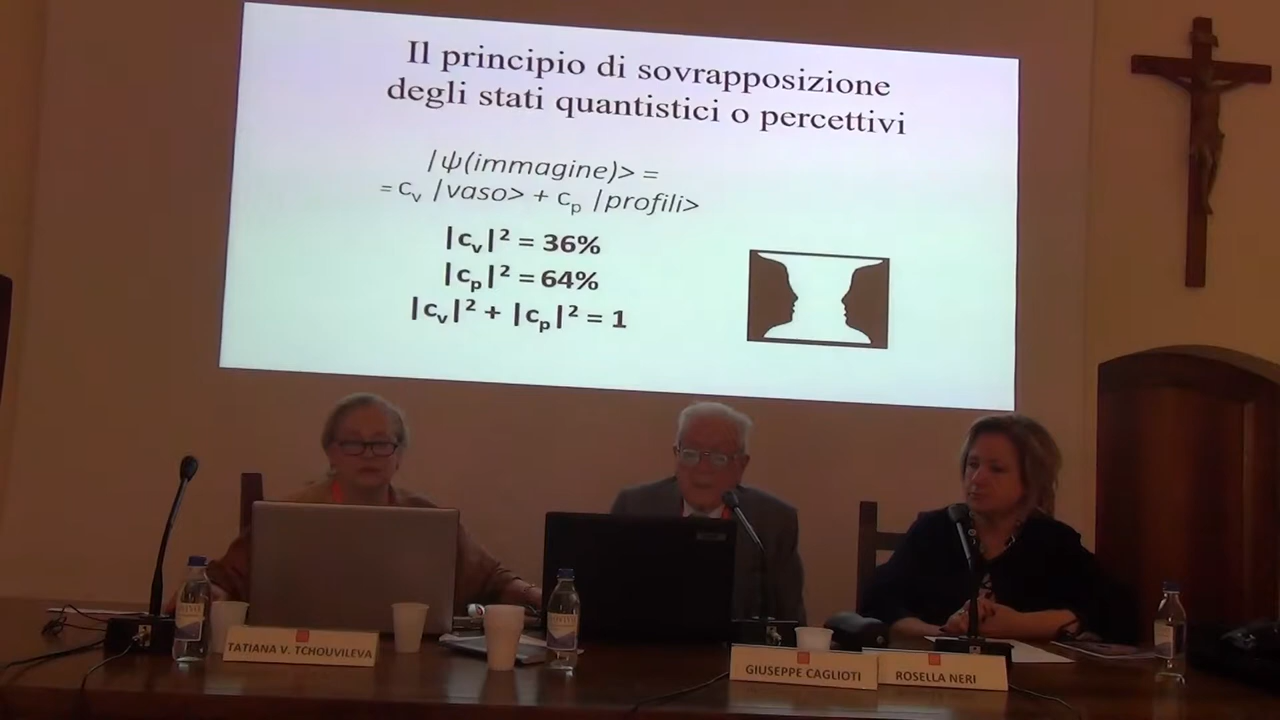 Il principio di sovrapposizione
degli stati quantistici o percettivi
|ψ(immagine)> =
= cᵥ |vaso> + cₚ |profili>
|cᵥ|² = 36%
|cₚ|² = 64%
|cᵥ|² + |cₚ|² = 1
TATIANA V. TCHOUVILEVA
GIUSEPPE CAGLIOTI
ROSELLA NERI